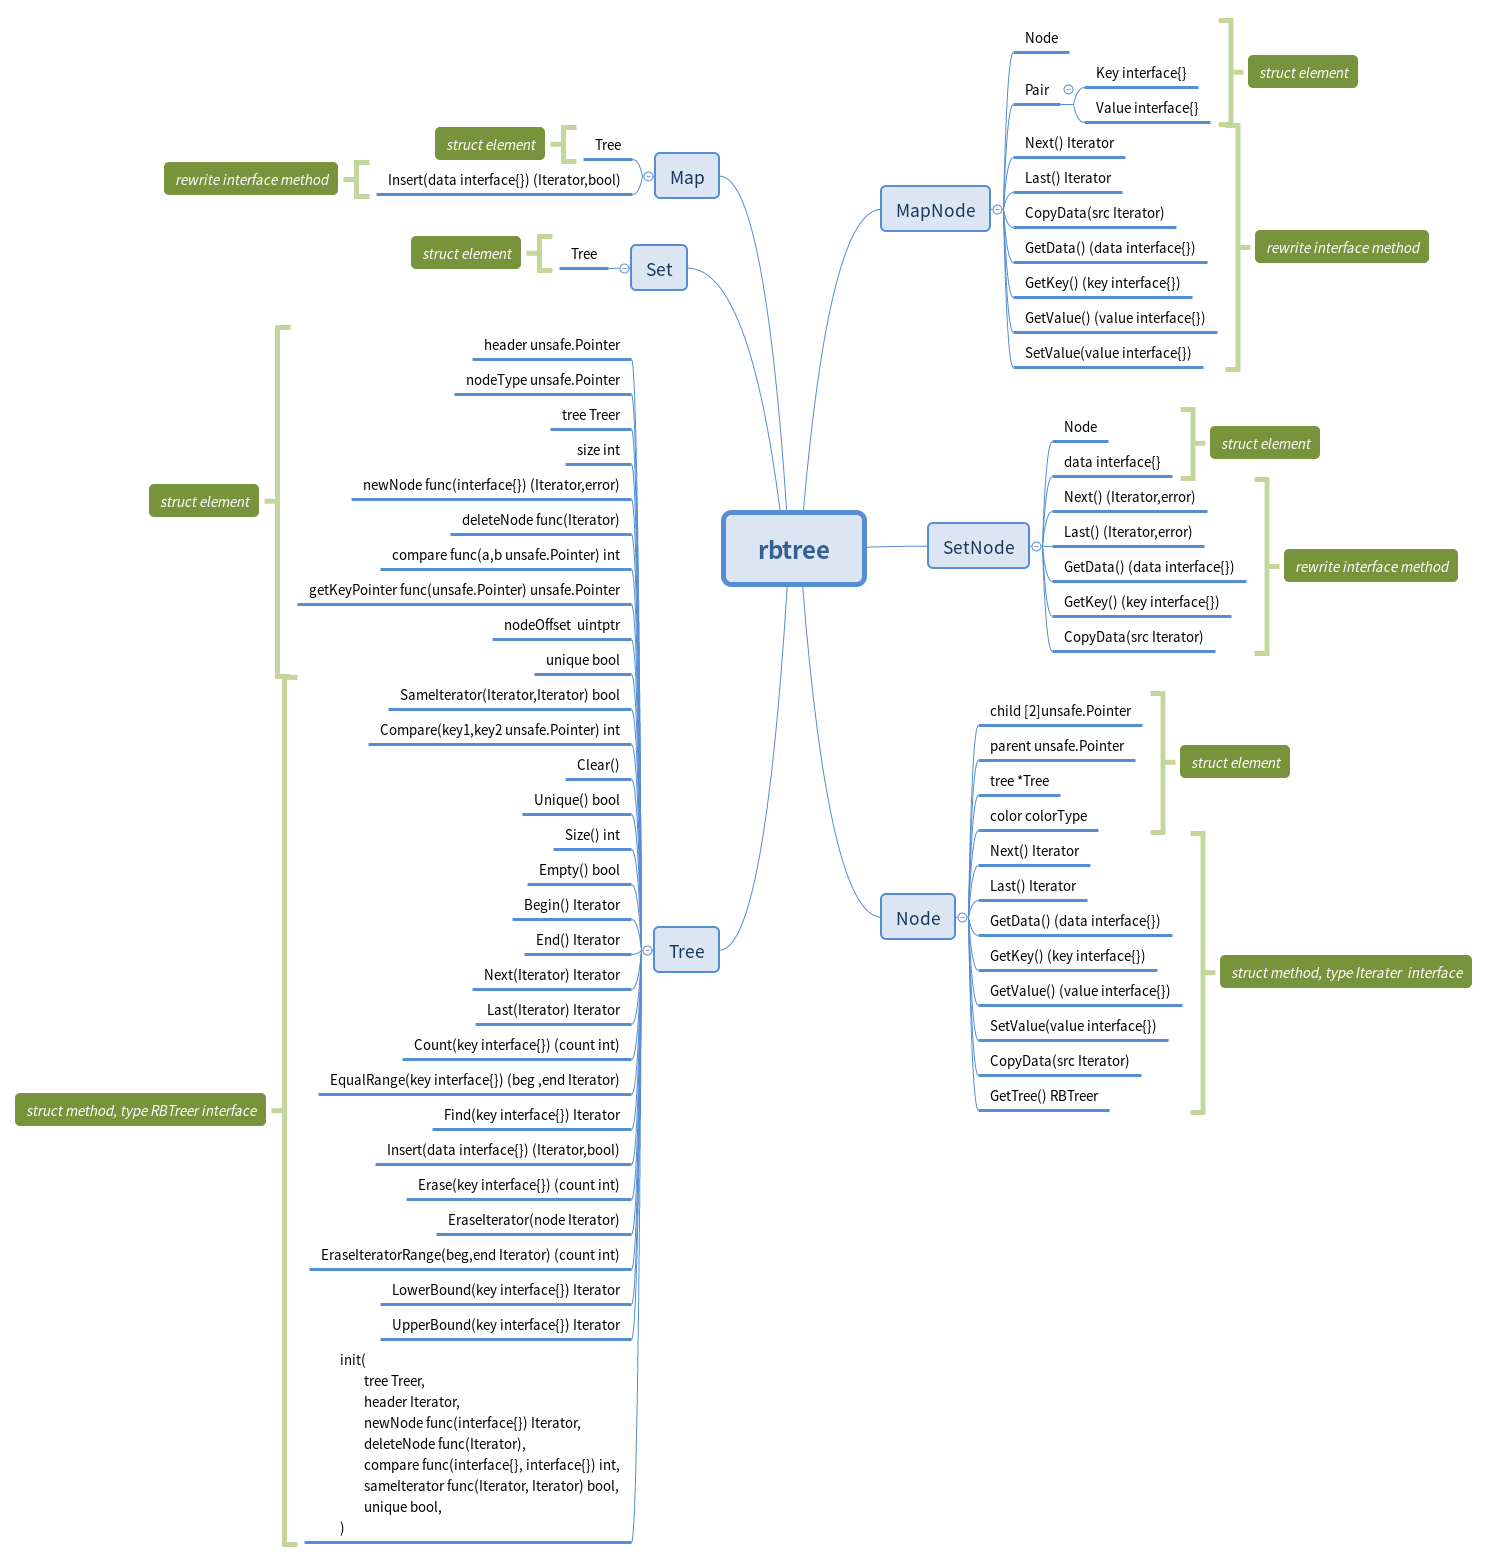 rbtree
Map
Tree
struct element
Insert(data interface{}) (Iterator,bool)
rewrite interface method
Set
Tree
struct element
Tree
header unsafe.Pointer
nodeType unsafe.Pointer
tree Treer
size int
newNode func(interface{}) (Iterator,error)
deleteNode func(Iterator)
compare func(a,b unsafe.Pointer) int
getKeyPointer func(unsafe.Pointer) unsafe.Pointer
nodeOffset  uintptr
unique bool
struct element
SameIterator(Iterator,Iterator) bool
Compare(key1,key2 unsafe.Pointer) int
Clear()
Unique() bool
Size() int
Empty() bool
Begin() Iterator
End() Iterator
Next(Iterator) Iterator
Last(Iterator) Iterator
Count(key interface{}) (count int)
EqualRange(key interface{}) (beg ,end Iterator)
Find(key interface{}) Iterator
Insert(data interface{}) (Iterator,bool)
Erase(key interface{}) (count int)
EraseIterator(node Iterator)
EraseIteratorRange(beg,end Iterator) (count int)
LowerBound(key interface{}) Iterator
UpperBound(key interface{}) Iterator
init(
tree Treer,
header Iterator,
newNode func(interface{}) Iterator,
deleteNode func(Iterator),
compare func(interface{}, interface{}) int,
sameIterator func(Iterator, Iterator) bool,
unique bool,
)
struct method, type RBTreer interface
MapNode
Node
Pair
Key interface{}
Value interface{}
struct element
Next() Iterator
Last() Iterator
CopyData(src Iterator)
GetData() (data interface{})
GetKey() (key interface{})
GetValue() (value interface{})
SetValue(value interface{})
rewrite interface method
SetNode
Node
data interface{}
struct element
Next() (Iterator,error)
Last() (Iterator,error)
GetData() (data interface{})
GetKey() (key interface{})
CopyData(src Iterator)
rewrite interface method
Node
child [2]unsafe.Pointer
parent unsafe.Pointer
tree *Tree
color colorType
struct element
Next() Iterator
Last() Iterator
GetData() (data interface{})
GetKey() (key interface{})
GetValue() (value interface{})
SetValue(value interface{})
CopyData(src Iterator)
GetTree() RBTreer
struct method, type Iterater  interface